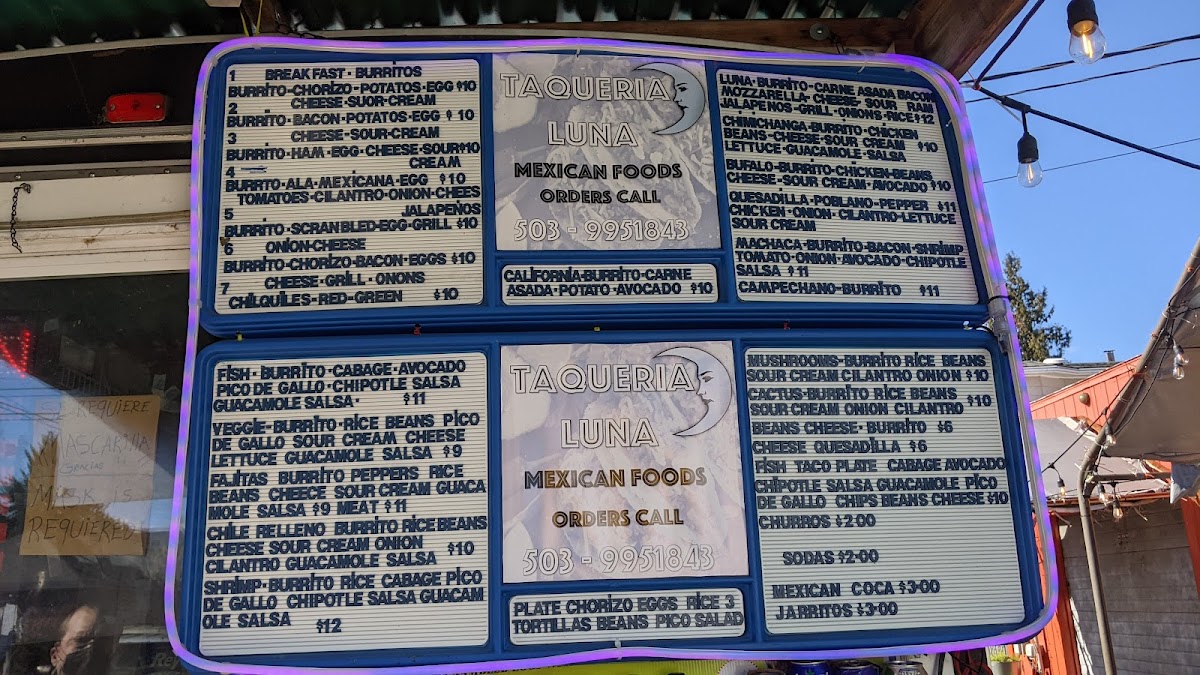 1 BREAKFAST·BURRITOS
BURRITO·CHORIZO·POTATOS·EGG $10
2 CHEESE·SUOR·CREAM
BURRITO·BACON·POTATOS·EGG $10
3 CHEESE·SOUR·CREAM
BURRITO·HAM·EGG·CHEESE·SOUR $10
4 CREAM
BURRTO·ALA·MEXICANA·EGG $10
TOMATOES·CILANTRO·ONION·CHEES
5 JALAPEÑOS
BURRITO·SCRANBLED·EGG·GRILL $10
6 ONION·CHEESE
BURRITO·CHORIZO·BACON·EGGS $10
7 CHEESE·GRILL·ONONS
CHILQUILES·RED·GREEN $10
TAQUERIA
LUNA
MEXICAN FOODS
ORDERS CALL
503 - 9951843
CALIFORNIA·BURRITO·CARNE
ASADA·POTATO·AVOCADO $10
LUNA·BURRITO·CARNE ASADA BACON
MOZZARELLA·CHEESE·SOUR RAM
JALAPENOS·GRILL·ONIONS·RICE $12
CHIMICHANGA·BURRITO·CHICKEN
BEANS·CHEESE·SOUR CREAM $10
LETTUCE·GUACAMOLE·SALSA
BUFALO·BURRITO·CHICKEN·BEANS
CHEESE·SOUR CREAM·AVOCADO $10
QUESADILLA·POBLANO·PEPPER $11
CHICKEN·ONION·CILANTRO·LETTUCE
SOUR CREAM
MACHACA·BURRITO·BACON·SHRIMP
TOMATO·ONION·AVOCADO·CHIPOTLE
SALSA $11
CAMPECHANO·BURRITO $11
FISH·BURRITO·CABAGE·AVOCADO
PICO DE GALLO·CHIPOTLE SALSA
GUACAMOLE SALSA· $11
VEGGIE·BURRITO·RICE BEANS PICO
DE GALLO SOUR CREAM CHEESE
LETTUCE GUACAMOLE SALSA $9
FAJITAS BURRITO PEPPERS RICE
BEANS CHEECE SOUR CREAM GUACA
MOLE SALSA $9 MEAT $11
CHILE RELLENO BURRITO RICE BEANS
CHEESE SOUR CREAM ONION $10
CILANTRO GUACAMOLE SALSA
SHRIMP·BURRITO RICE CABAGE PICO
DE GALLO CHIPOTLE SALSA GUACAM
OLE SALSA $12
TAQUERIA
LUNA
MEXICAN FOODS
ORDERS CALL
503 - 9951843
PLATE CHORIZO EGGS RICE 3
TORTILLAS BEANS PICO SALAD
MUSHROOMS·BURRITO RICE BEANS
SOUR CREAM CILANTRO ONION $10
CACTUS·BURRITO RICE BEANS
SOUR CREAM ONION CILANTRO $10
BEANS CHEESE·BURRITO $6
CHEESE QUESADILLA $6
FISH TACO PLATE CABAGE AVOCADO
CHIPOTLE SALSA GUACAMOLE PICO
DE GALLO CHIPS BEANS CHEESE $10
CHURROS $2·00
SODAS $2·00
MEXICAN COCA $3·00
JARRITOS $3·00
REQUIERE
MASCARILLA
MASK IS
REQUIERED